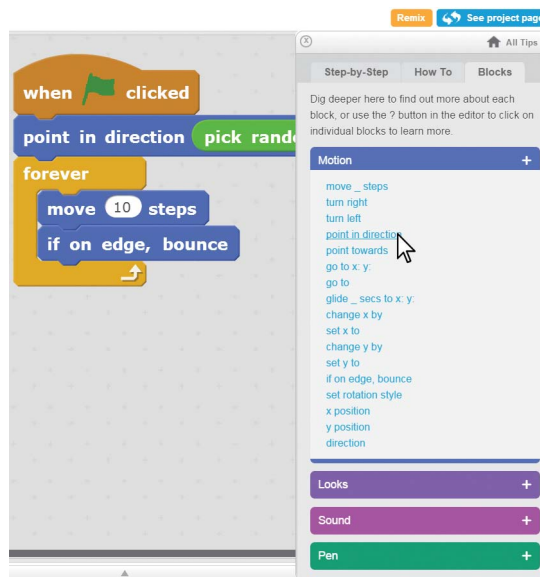 Remix
See project page
x
All Tips
when clicked
point in direction pick rando
forever
move 10 steps
if on edge, bounce
Step-by-Step How To Blocks
Dig deeper here to find out more about each
block, or use the ? button in the editor to click on
individual blocks to learn more.
Motion +
move _ steps
turn right
turn left
point in direction
point towards
go to x: y:
go to
glide _ secs to x: y:
change x by
set x to
change y by
set y to
if on edge, bounce
set rotation style
x position
y position
direction
Looks +
Sound +
Pen +